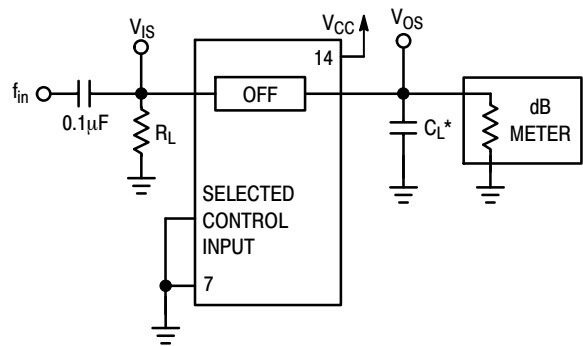 V_IS
V_CC
14
V_OS
f_in
0.1μF
R_L
OFF
C_L*
dB
METER
SELECTED
CONTROL
INPUT
7